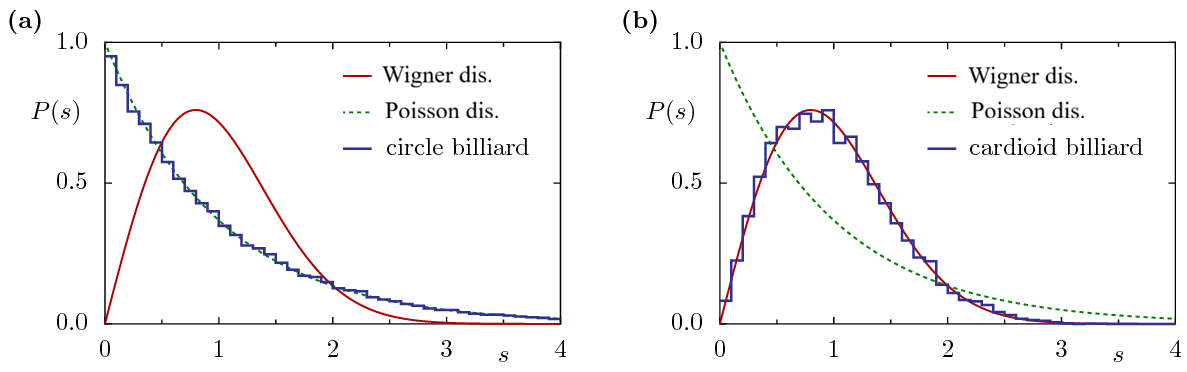 (a)
1.0
P(s)
0.5
0.0
0 1 2 3 s 4
Wigner dis.
Poisson dis.
circle billiard
(b)
1.0
P(s)
0.5
0.0
0 1 2 3 s 4
Wigner dis.
Poisson dis.
cardioid billiard